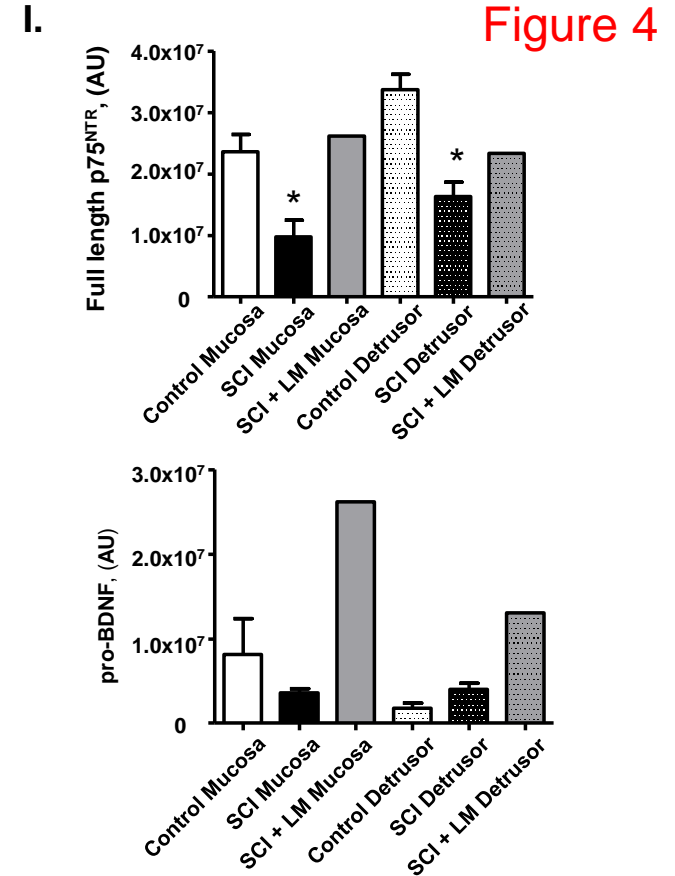 I.
Figure 4
Full length p75NTR, (AU)
4.0x10⁷
3.0x10⁷
2.0x10⁷
1.0x10⁷
0
*
*
Control Mucosa
SCI Mucosa
SCI + LM Mucosa
Control Detrusor
SCI Detrusor
SCI + LM Detrusor
pro-BDNF, (AU)
3.0x10⁷
2.0x10⁷
1.0x10⁷
0
Control Mucosa
SCI Mucosa
SCI + LM Mucosa
Control Detrusor
SCI Detrusor
SCI + LM Detrusor